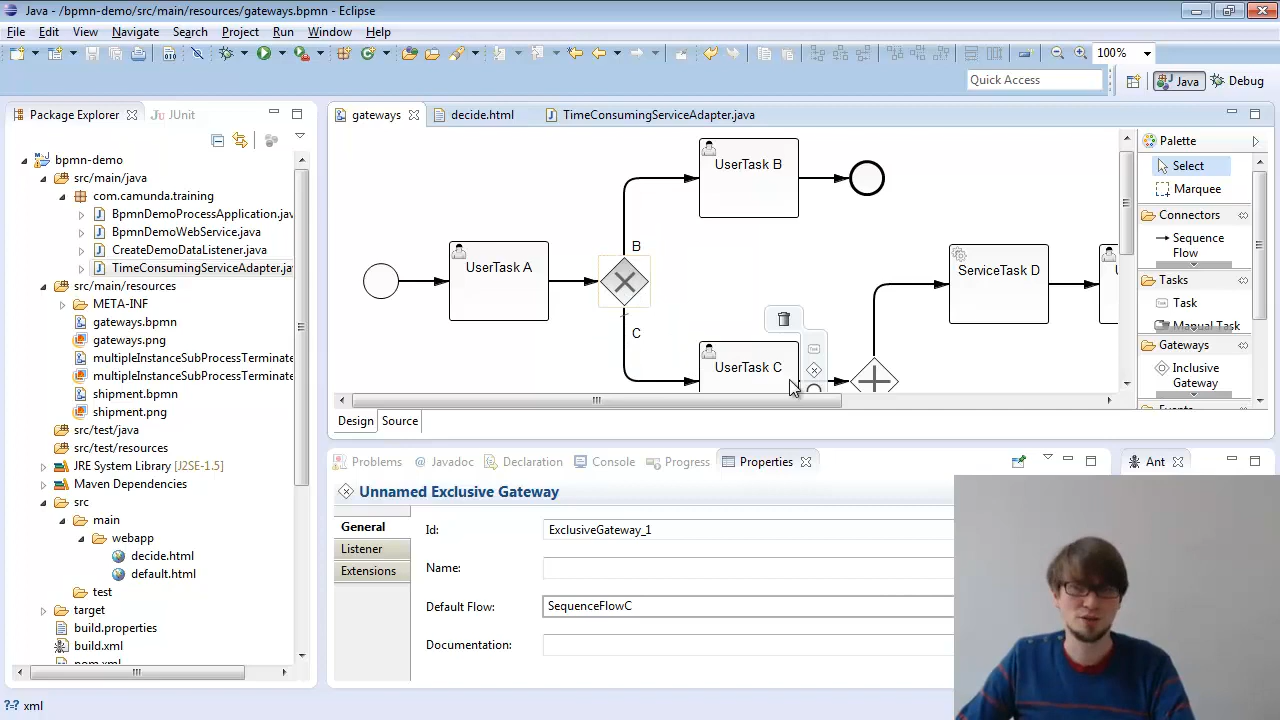 Java - /bpmn-demo/src/main/resources/gateways.bpmn - Eclipse
File Edit View Navigate Search Project Run Window Help
100%
Quick Access
Java
Debug
Package Explorer
JUnit
bpmn-demo
src/main/java
com.camunda.training
BpmnDemoProcessApplication.jav
BpmnDemoWebService.java
CreateDemoDataListener.java
TimeConsumingServiceAdapter.jav
src/main/resources
META-INF
gateways.bpmn
gateways.png
multipleInstanceSubProcessTerminate
multipleInstanceSubProcessTerminate
shipment.bpmn
shipment.png
src/test/java
src/test/resources
JRE System Library [J2SE-1.5]
Maven Dependencies
src
main
webapp
decide.html
default.html
test
target
build.properties
build.xml
pom.xml
xml
gateways
decide.html
TimeConsumingServiceAdapter.java
UserTask B
B
UserTask A
ServiceTask D
C
UserTask C
Palette
Select
Marquee
Connectors
Sequence
Flow
Tasks
Task
Manual Task
Gateways
Inclusive
Gateway
Events
Design
Source
Problems
Javadoc
Declaration
Console
Progress
Properties
Ant
Unnamed Exclusive Gateway
General
Listener
Extensions
Id:
ExclusiveGateway_1
Name:
Default Flow:
SequenceFlowC
Documentation: